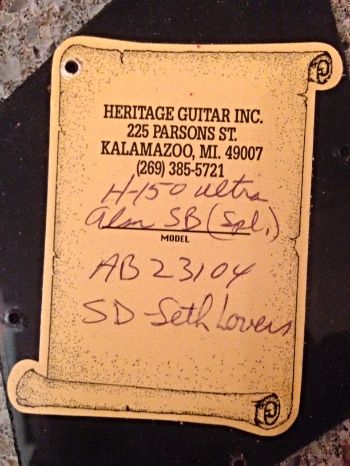 HERITAGE GUITAR INC.
225 PARSONS ST.
KALAMAZOO, MI. 49007
(269) 385-5721
H-150 ultra
Alm SB (Spl,)
MODEL
AB 23104
SD-Seth Lovers